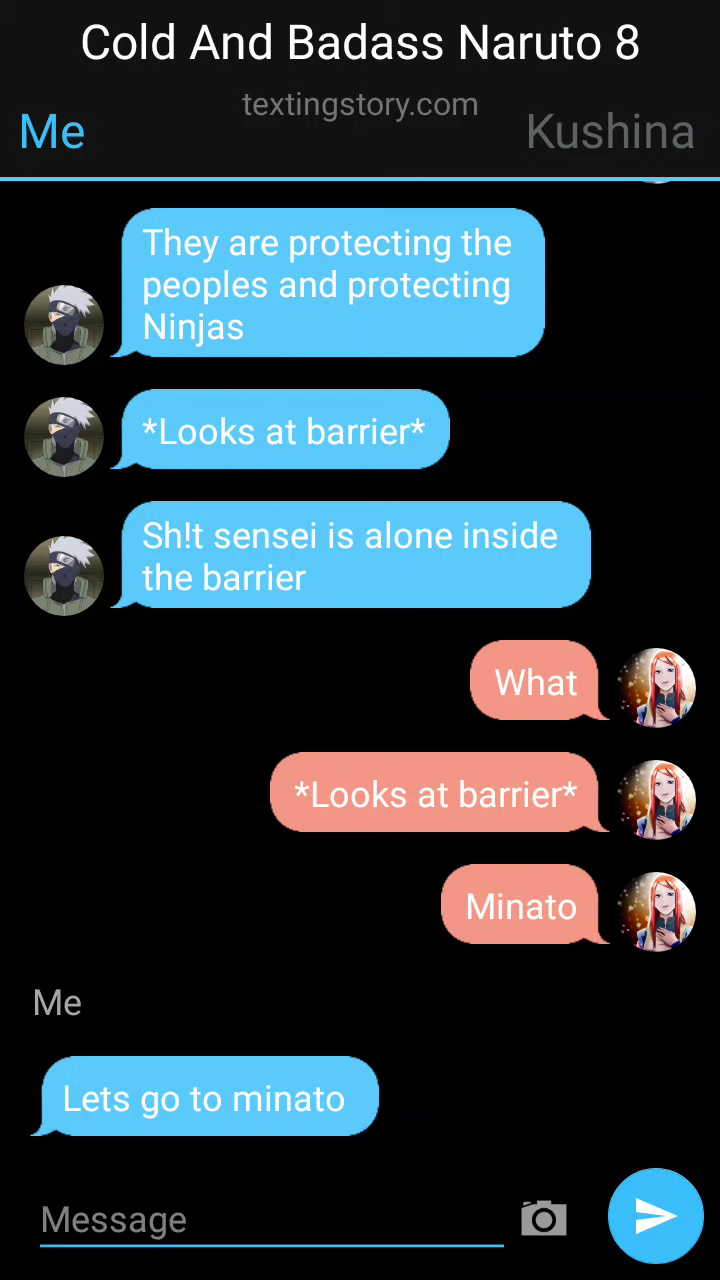 Cold And Badass Naruto 8
textingstory.com
Me
Kushina
They are protecting the
peoples and protecting
Ninjas
*Looks at barrier*
Sh!t sensei is alone inside
the barrier
What
*Looks at barrier*
Minato
Me
Lets go to minato
Message